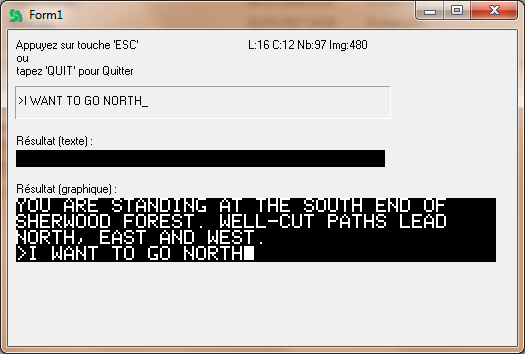 Form1
Appuyez sur touche 'ESC'
L:16 C:12 Nb:97 Img:480
ou
tapez 'QUIT' pour Quitter
>I WANT TO GO NORTH_
Résultat (texte) :
Résultat (graphique) :
YOU ARE STANDING AT THE SOUTH END OF
SHERWOOD FOREST. WELL-CUT PATHS LEAD
NORTH, EAST AND WEST.
>I WANT TO GO NORTH